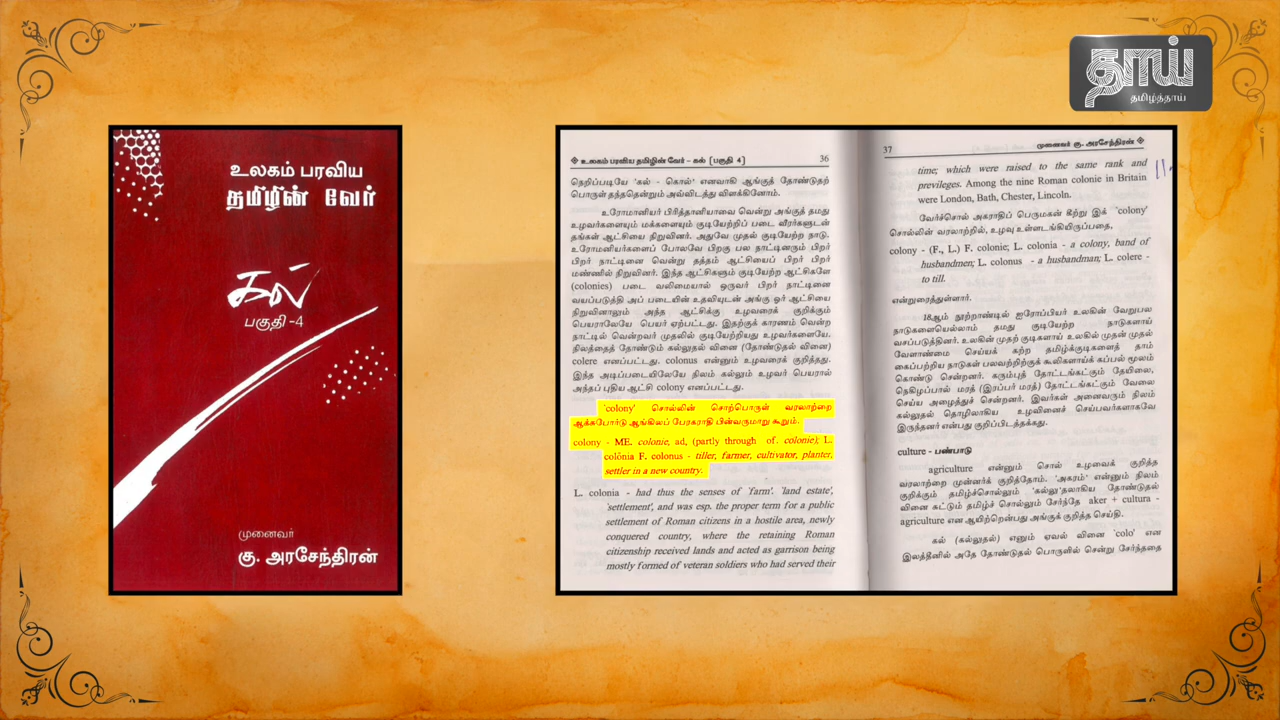 தாய்
தமிழ்த்தாய்
உலகம் பரவிய
தமிழின் வேர்
கல்
பகுதி -4
முனைவர்
கு. அரசேந்திரன்
❖ உலகம் பரவிய தமிழின் வேர் – கல் [பகுதி 4] 36
நெறிப்படியே 'கல் - கொல்' எனவாகி ஆங்குத் தோண்டுதற்
பொருள் தந்ததென்றும் அவ்விடத்து விளக்கினோம்.
உரோமானியர் பிரித்தானியாவை வென்று அங்குத் தமது
உழவர்களையும் மக்களையும் குடியேற்றிப் படை வீரர்களுடன்
தங்கள் ஆட்சியை நிறுவினர். அதுவே முதல் குடியேற்ற நாடு.
உரோமானியர்களைப் போலவே பிறகு பல நாட்டினரும் பிறர்
பிறர் நாட்டினை வென்று தத்தம் ஆட்சியைப் பிறர் பிறர்
மண்ணில் நிறுவினர். இந்த ஆட்சிகளும் குடியேற்ற ஆட்சிகளே
(colonies) படை வலிமையால் ஒருவர் பிறர் நாட்டினை
வயப்படுத்தி அப் படையின் உதவியுடன் அங்கு ஓர் ஆட்சியை
நிறுவினாலும் அந்த ஆட்சிக்கு உழவரைக் குறிக்கும்
பெயராலேயே பெயர் ஏற்பட்டது. இதற்குக் காரணம் வென்ற
நாட்டில் வென்றவர் முதலில் குடியேற்றியது உழவர்களையே.
நிலத்தைத் தோண்டும் கல்லுதல் வினை (தோண்டுதல் வினை)
colere எனப்பட்டது. colonus என்னும் உழவரைக் குறித்தது.
இந்த அடிப்படையிலேயே நிலம் கல்லும் உழவர் பெயரால்
அந்தப் புதிய ஆட்சி colony எனப்பட்டது.
'colony' சொல்லின் சொற்பொருள் வரலாற்றை
ஆக்சுபோர்டு ஆங்கிலப் பேரகராதி பின்வருமாறு கூறும்.
colony - ME. colonie, ad, (partly through of. colonie); L.
colōnia F. colonus - tiller, farmer, cultivator, planter,
settler in a new country.
L. colonia - had thus the senses of 'farm'. 'land estate',
'settlement', and was esp. the proper term for a public
settlement of Roman citizens in a hostile area, newly
conquered country, where the retaining Roman
citizenship received lands and acted as garrison being
mostly formed of veteran soldiers who had served their
37 முனைவர் கு. அரசேந்திரன் ❖
time; which were raised to the same rank and
previleges. Among the nine Roman colonie in Britain
were London, Bath, Chester, Lincoln.
வேர்ச்சொல் அகராதிப் பெருமகன் கீற்று இக் 'colony'
சொல்லின் வரலாற்றில், உழவு உள்ளடங்கியிருப்பதை,
colony - (F., L.) F. colonie; L. colonia - a colony, band of
husbandmen; L. colonus - a husbandman; L. colere -
to till.
என்றுரைத்துள்ளார்.
18ஆம் நூற்றாண்டில் ஐரோப்பியர் உலகின் வேறுபல
நாடுகளையெல்லாம் தமது குடியேற்ற நாடுகளாய்
வசப்படுத்தினர். உலகின் முதற் குடிகளாய் உலகில் முதன் முதல்
வேளாண்மை செய்யக் கற்ற தமிழ்க்குடிகளைத் தாம்
கைப்பற்றிய நாடுகள் பலவற்றிற்குக் கூலிகளாய்க் கப்பல் மூலம்
கொண்டு சென்றனர். கரும்புத் தோட்டங்கட்கும் தேயிலை,
நெகிழ்பால் மரத் (இரப்பர் மரத்) தோட்டங்கட்கும் வேலை
செய்ய அழைத்துச் சென்றனர். இவர்கள் அனைவரும் நிலம்
கல்லுதல் தொழிலாகிய உழவினைச் செய்பவர்களாகவே
இருந்தனர் என்பது குறிப்பிடத்தக்கது.
culture - பண்பாடு
agriculture என்னும் சொல் உழவைக் குறித்த
வரலாற்றை முன்னர்க் குறித்தோம். 'அகரம்' என்னும் நிலம்
குறிக்கும் தமிழ்ச்சொல்லும் 'கல்லு'தலாகிய தோண்டுதல்
வினை சுட்டும் தமிழ்ச் சொல்லும் சேர்ந்தே aker + cultura -
agriculture என ஆயிற்றென்பது அங்குக் குறித்த செய்தி.
கல் (கல்லுதல்) எனும் ஏவல் வினை 'colo' என
இலத்தீனில் அதே தோண்டுதல் பொருளில் சென்று சேர்ந்ததை